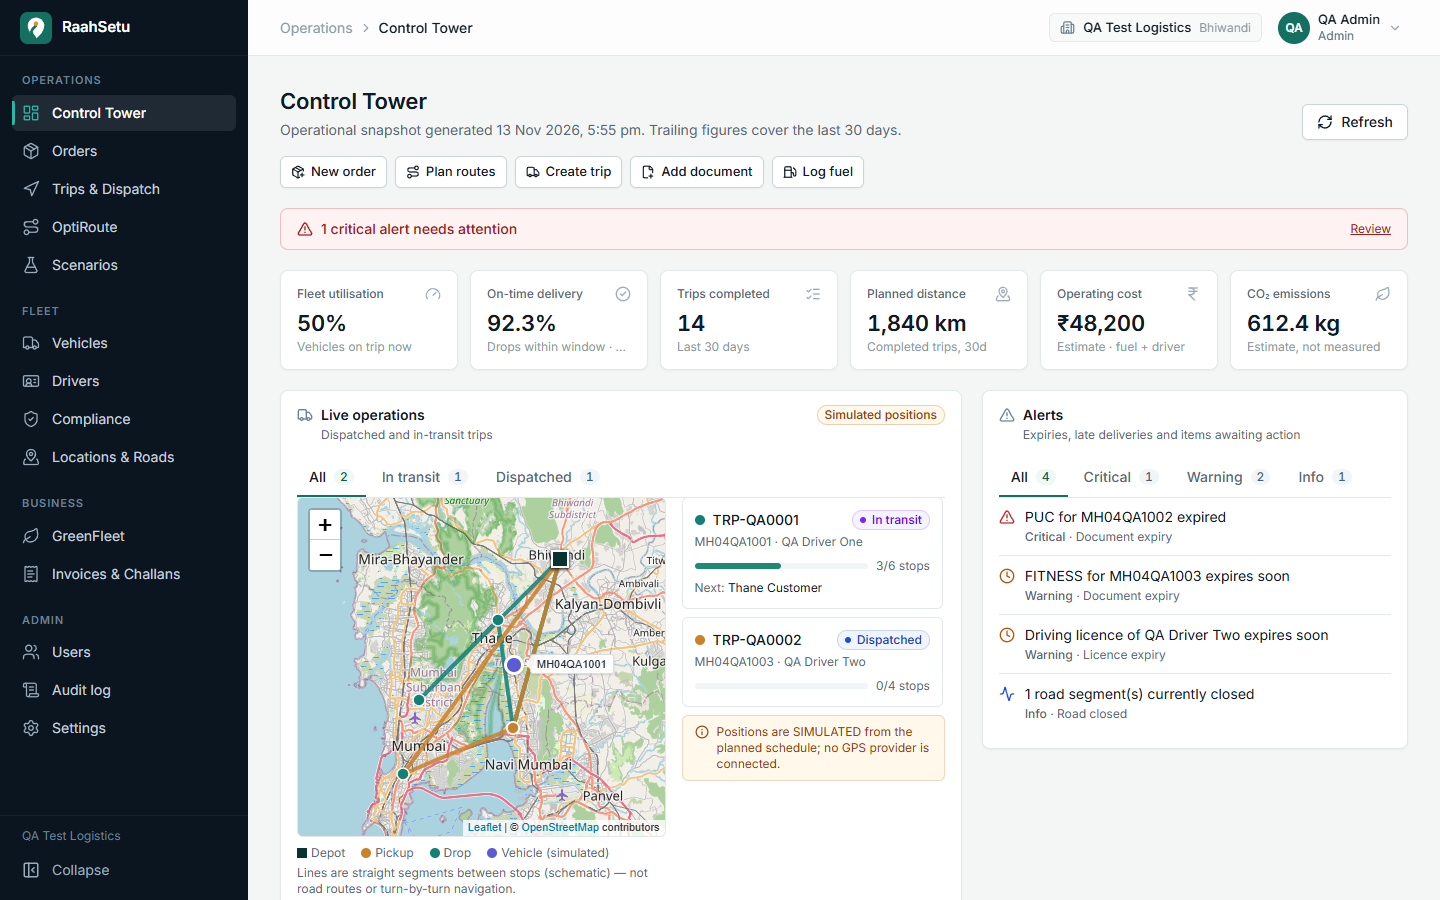 RaahSetu
OPERATIONS
Control Tower
Orders
Trips & Dispatch
OptiRoute
Scenarios
FLEET
Vehicles
Drivers
Compliance
Locations & Roads
BUSINESS
GreenFleet
Invoices & Challans
ADMIN
Users
Audit log
Settings
QA Test Logistics
Collapse
Operations > Control Tower
QA Test Logistics Bhiwandi
QA
QA Admin
Admin
Control Tower
Operational snapshot generated 13 Nov 2026, 5:55 pm. Trailing figures cover the last 30 days.
Refresh
New order
Plan routes
Create trip
Add document
Log fuel
1 critical alert needs attention
Review
Fleet utilisation
50%
Vehicles on trip now
On-time delivery
92.3%
Drops within window · ...
Trips completed
14
Last 30 days
Planned distance
1,840 km
Completed trips, 30d
Operating cost
₹48,200
Estimate · fuel + driver
CO₂ emissions
612.4 kg
Estimate, not measured
Live operations
Dispatched and in-transit trips
Simulated positions
All 2
In transit 1
Dispatched 1
+
−
Sanctuary
Bhiwandi
Subdistrict
Mira-Bhayander
Titw
Ambivali
Kalyan-Dombivli
Thane
Amber
MH04QA1001
Kulga
Mumbai
Suburban
Mumbai
Navi Mumbai
Panvel
Leaflet | © OpenStreetMap contributors
Depot
Pickup
Drop
Vehicle (simulated)
Lines are straight segments between stops (schematic) — not
road routes or turn-by-turn navigation.
TRP-QA0001
In transit
MH04QA1001 · QA Driver One
3/6 stops
Next: Thane Customer
TRP-QA0002
Dispatched
MH04QA1003 · QA Driver Two
0/4 stops
Positions are SIMULATED from the
planned schedule; no GPS provider is
connected.
Alerts
Expiries, late deliveries and items awaiting action
All 4
Critical 1
Warning 2
Info 1
PUC for MH04QA1002 expired
Critical · Document expiry
FITNESS for MH04QA1003 expires soon
Warning · Document expiry
Driving licence of QA Driver Two expires soon
Warning · Licence expiry
1 road segment(s) currently closed
Info · Road closed